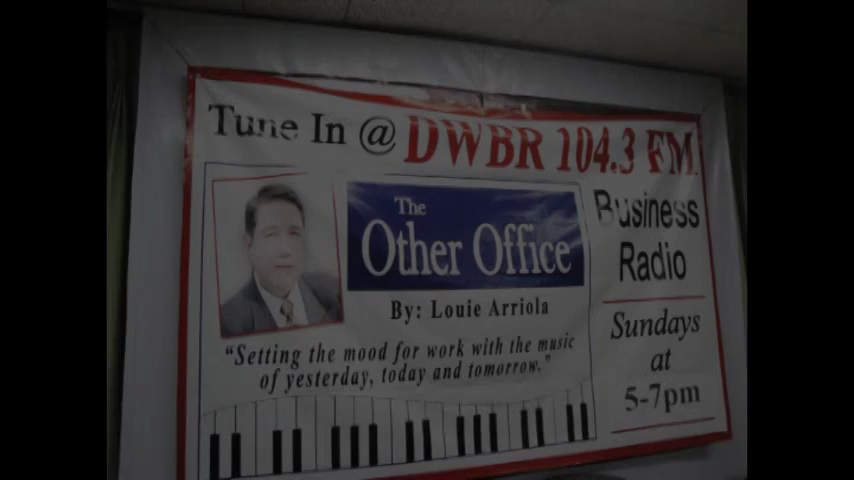 Tune In @ DWBR 104.3 FM.
The
Other Office
By: Louie Arriola
"Setting the mood for work with the music
of yesterday, today and tomorrow."
Business
Radio
Sundays
at
5-7pm